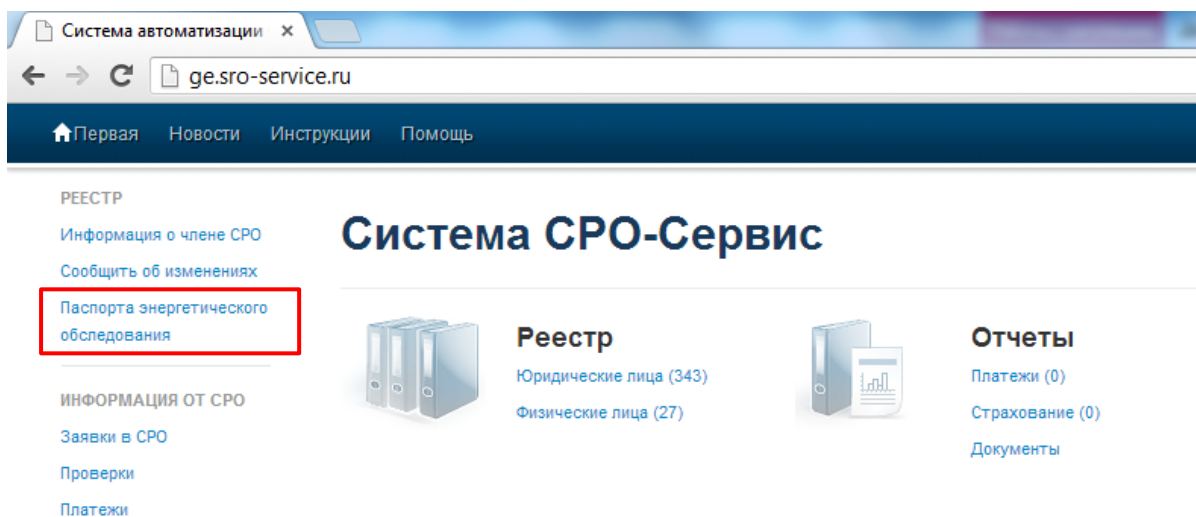 Система автоматизации
ge.sro-service.ru
Первая Новости Инструкции Помощь
РЕЕСТР
Информация о члене СРО
Сообщить об изменениях
Паспорта энергетического
обследования
ИНФОРМАЦИЯ ОТ СРО
Заявки в СРО
Проверки
Платежи
Система СРО-Сервис
Реестр
Юридические лица (343)
Физические лица (27)
Отчеты
Платежи (0)
Страхование (0)
Документы